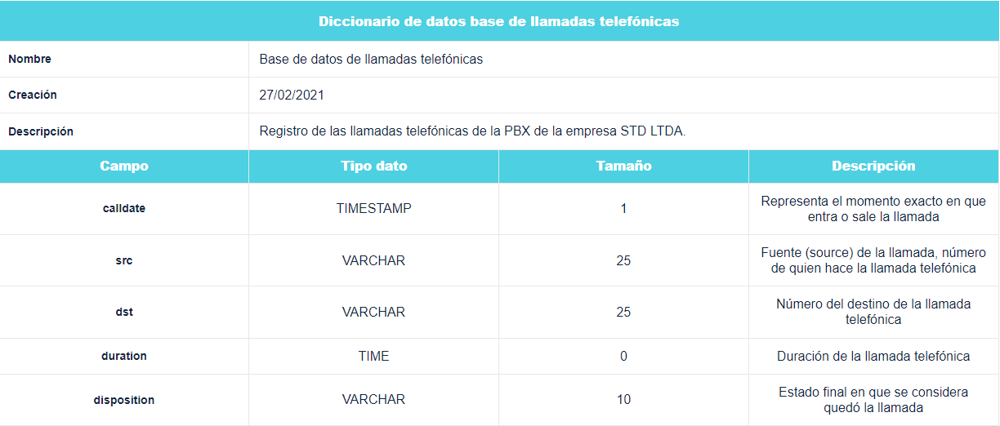 Diccionario de datos base de llamadas telefónicas
Nombre Base de datos de llamadas telefónicas
Creación 27/02/2021
Descripción Registro de las llamadas telefónicas de la PBX de la empresa STD LTDA.
Campo Tipo dato Tamaño Descripción
calldate TIMESTAMP 1 Representa el momento exacto en que
entra o sale la llamada
src VARCHAR 25 Fuente (source) de la llamada, número
de quien hace la llamada telefónica
dst VARCHAR 25 Número del destino de la llamada
telefónica
duration TIME 0 Duración de la llamada telefónica
disposition VARCHAR 10 Estado final en que se considera
quedó la llamada